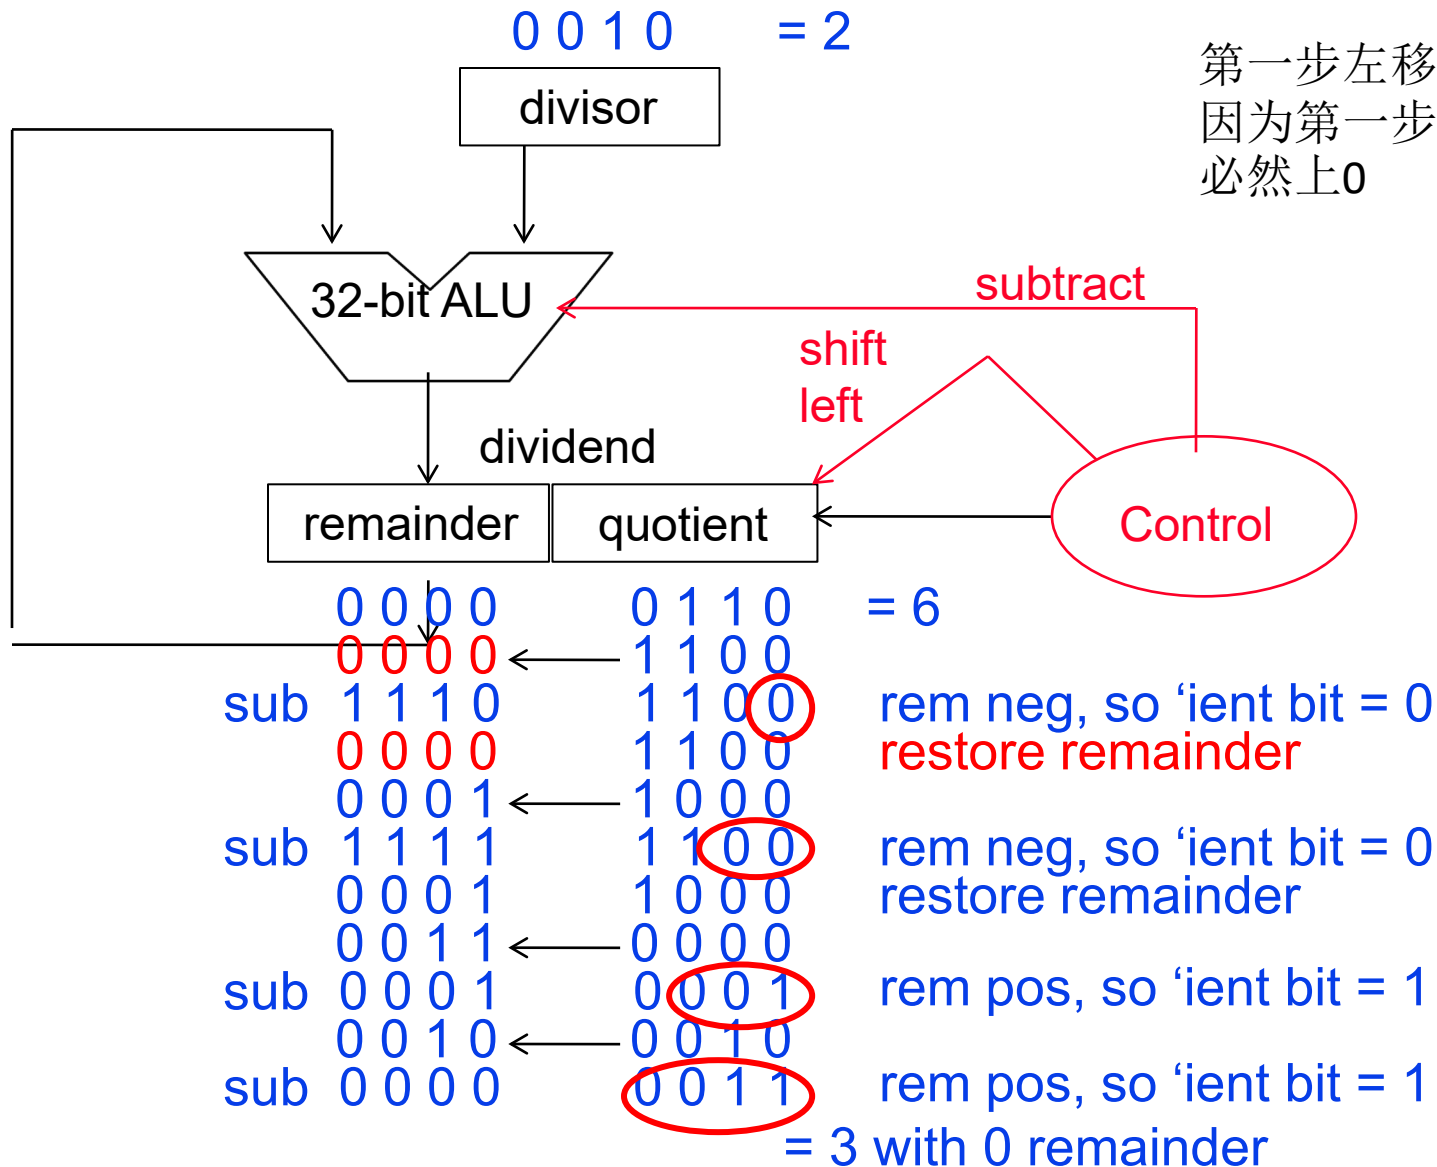 0 0 1 0 = 2
第一步左移
因为第一步
必然上0
divisor
32-bit ALU
subtract
shift
left
dividend
remainder quotient
Control
0 0 0 0 0 1 1 0 = 6
0 0 0 0 1 1 0 0
sub 1 1 1 0 1 1 0 0 rem neg, so ‘ient bit = 0
0 0 0 0 1 1 0 0 restore remainder
0 0 0 1 1 0 0 0
sub 1 1 1 1 1 1 0 0 rem neg, so ‘ient bit = 0
0 0 0 1 1 0 0 0 restore remainder
0 0 1 1 0 0 0 0
sub 0 0 0 1 0 0 0 1 rem pos, so ‘ient bit = 1
0 0 1 0 0 0 1 0
sub 0 0 0 0 0 0 1 1 rem pos, so ‘ient bit = 1
= 3 with 0 remainder